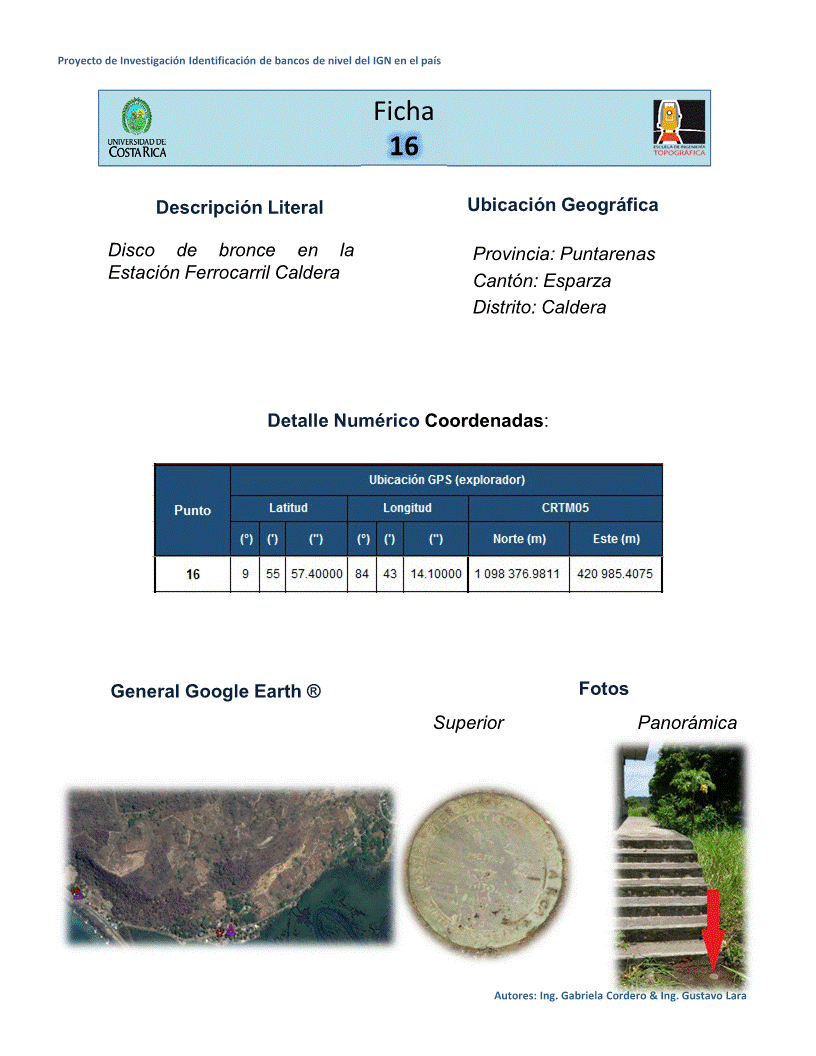 Proyecto de Investigación Identificación de bancos de nivel del IGN en el país
UNIVERSIDAD DE
COSTA RICA
Ficha
16
ESCUELA DE INGENIERÍA
TOPOGRÁFICA
Descripción Literal
Disco de bronce en la
Estación Ferrocarril Caldera
Ubicación Geográfica
Provincia: Puntarenas
Cantón: Esparza
Distrito: Caldera
Detalle Numérico Coordenadas:
Punto
Ubicación GPS (explorador)
Latitud Longitud CRTM05
(°) (') (") (°) (') (") Norte (m) Este (m)
16 9 55 57.40000 84 43 14.10000 1 098 376.9811 420 985.4075
General Google Earth ®
Fotos
Superior Panorámica
Autores: Ing. Gabriela Cordero & Ing. Gustavo Lara